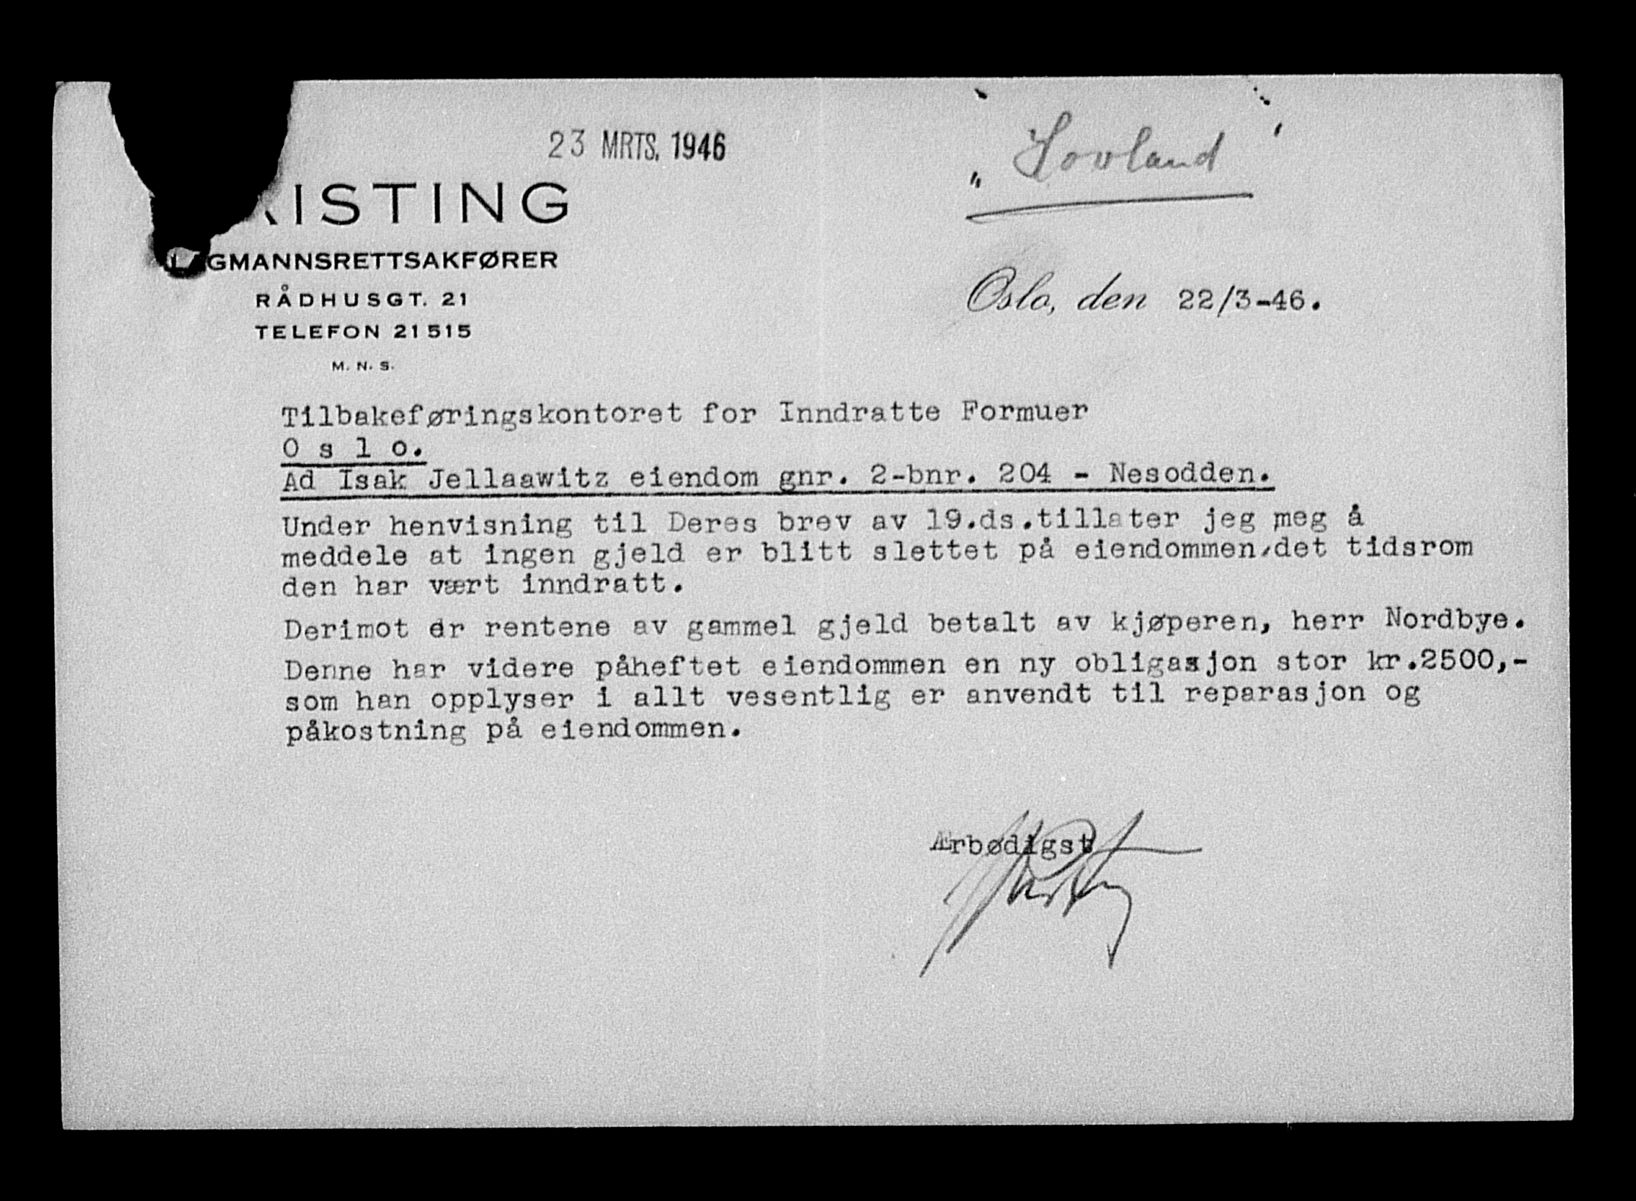 23 MRTS. 1946
„ Hovland
ISTING
LAGMANNSRETTSAKFØRER
RÅDHUSGT. 21
TELEFON 21515
M. N. S.
Oslo, den 22/3-46.
Tilbakeføringskontoret for Inndratte Formuer
O s l o.
Ad Isak Jellaawitz eiendom gnr. 2-bnr. 204 - Nesodden.
Under henvisning til Deres brev av 19.ds.tillater jeg meg å
meddele at ingen gjeld er blitt slettet på eiendommen,det tidsrom
den har vært inndratt.
Derimot er rentene av gammel gjeld betalt av kjøperen, herr Nordbye.
Denne har videre påheftet eiendommen en ny obligasjon stor kr.2500,-
som han opplyser i allt vesentlig er anvendt til reparasjon og
påkostning på eiendommen.
Ærbødigst